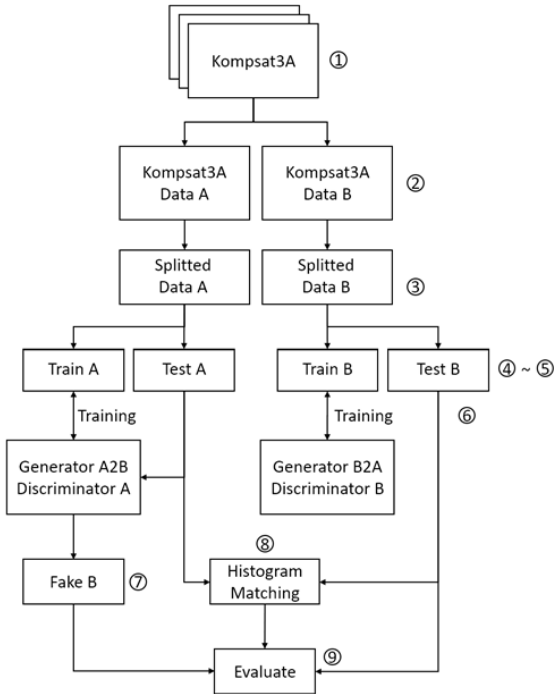 Kompsat3A
①
Kompsat3A
Data A
Kompsat3A
Data B
②
Splitted
Data A
Splitted
Data B
③
Train A
Test A
Train B
Test B
④ ~ ⑤
Training
Training
⑥
Generator A2B
Discriminator A
Generator B2A
Discriminator B
⑧
Fake B
⑦
Histogram
Matching
⑨
Evaluate